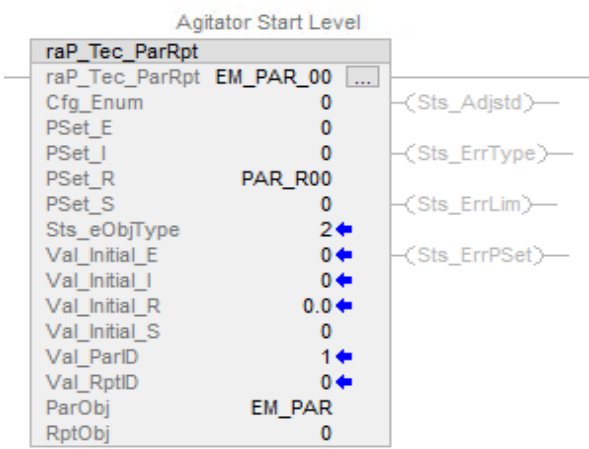 Agitator Start Level
raP_Tec_ParRpt
raP_Tec_ParRpt EM_PAR_00 ...
Cfg_Enum 0 (Sts_Adjstd)
PSet_E 0
PSet_I 0 (Sts_ErrType)
PSet_R PAR_R00
PSet_S 0 (Sts_ErrLim)
Sts_eObjType 2
Val_Initial_E 0 (Sts_ErrPSet)
Val_Initial_I 0
Val_Initial_R 0.0
Val_Initial_S 0
Val_ParID 1
Val_RptID 0
ParObj EM_PAR
RptObj 0